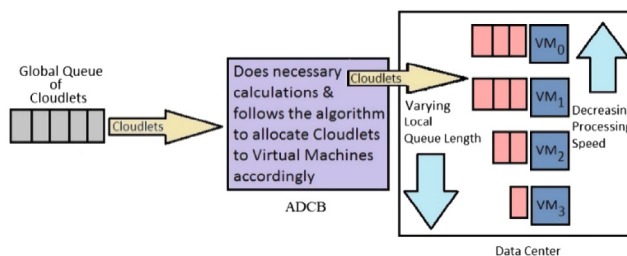 Global Queue
of
Cloudlets
Cloudlets
Does necessary
calculations &
follows the algorithm
to allocate Cloudlets
to Virtual Machines
accordingly
ADCB
Cloudlets
Varying
Local
Queue Length
VM0
VM1
VM2
VM3
Decreasin
Processing
Speed
Data Center